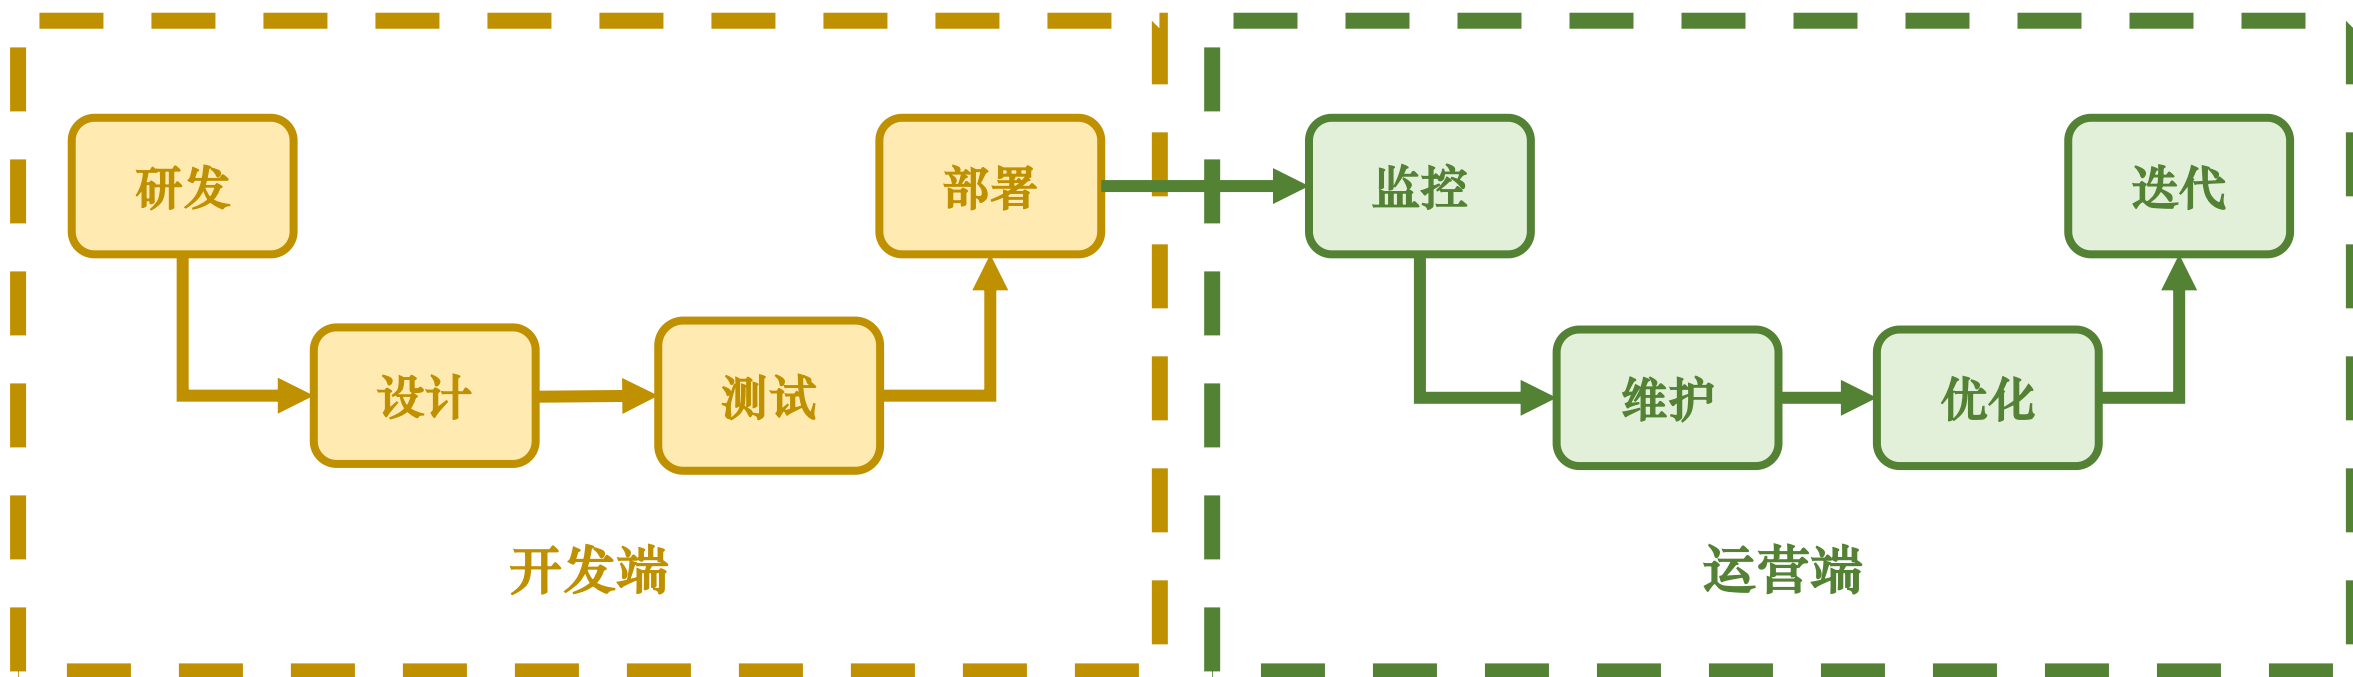 研发
部署
监控
迭代
设计
测试
维护
优化
开发端
运营端